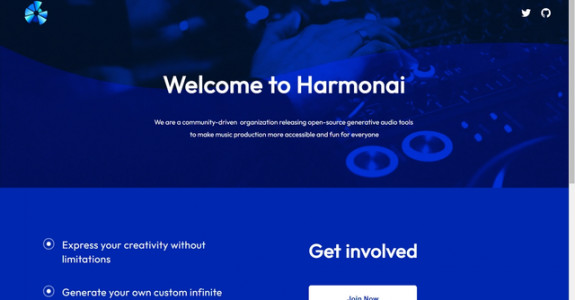 Welcome to Harmonai
We are a community-driven organization releasing open-source generative audio tools
to make music production more accessible and fun for everyone
Express your creativity without
limitations
Get involved
Generate your own custom infinite
Join Now